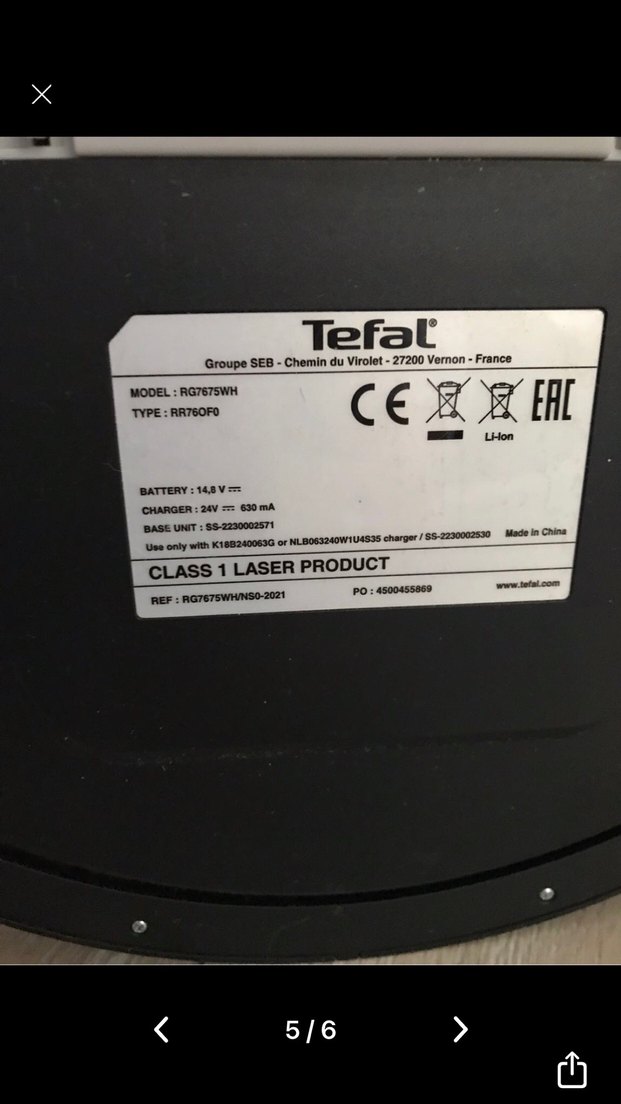 Tefal®
Groupe SEB - Chemin du Virolet - 27200 Vernon - France
MODEL : RG7675WH
TYPE : RR76OF0
CE
EAC
Li-Ion
BATTERY : 14,8 V
CHARGER : 24V 630 mA
BASE UNIT : SS-2230002571
Use only with K18B240063G or NLB063240W1U4S35 charger / SS-2230002530 Made in China
CLASS 1 LASER PRODUCT
REF : RG7675WH/NS0-2021 PO : 4500455869 www.tefal.com
5 / 6